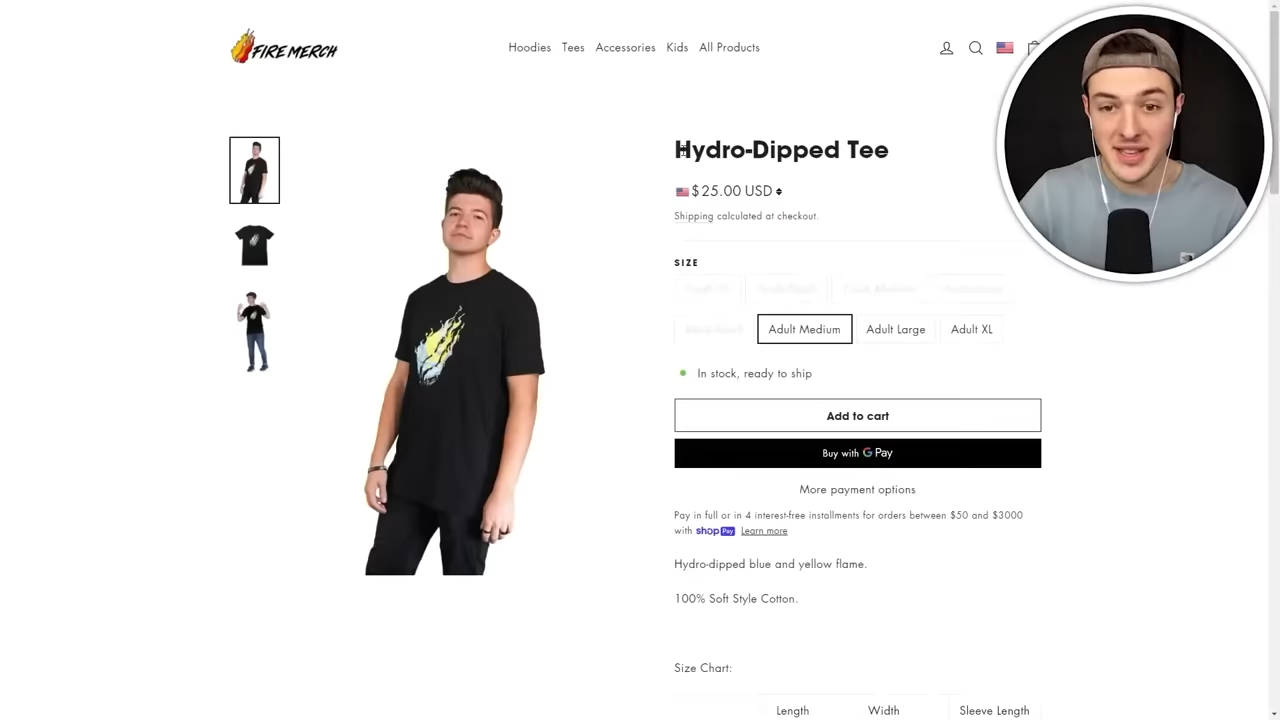 FIRE MERCH
Hoodies Tees Accessories Kids All Products
Hydro-Dipped Tee
$25.00 USD
Shipping calculated at checkout.
SIZE
Adult Medium Adult Large Adult XL
In stock, ready to ship
Add to cart
Buy with G Pay
More payment options
Pay in full or in 4 interest-free installments for orders between $50 and $3000
with shop Pay Learn more
Hydro-dipped blue and yellow flame.
100% Soft Style Cotton.
Size Chart:
Length Width Sleeve Length